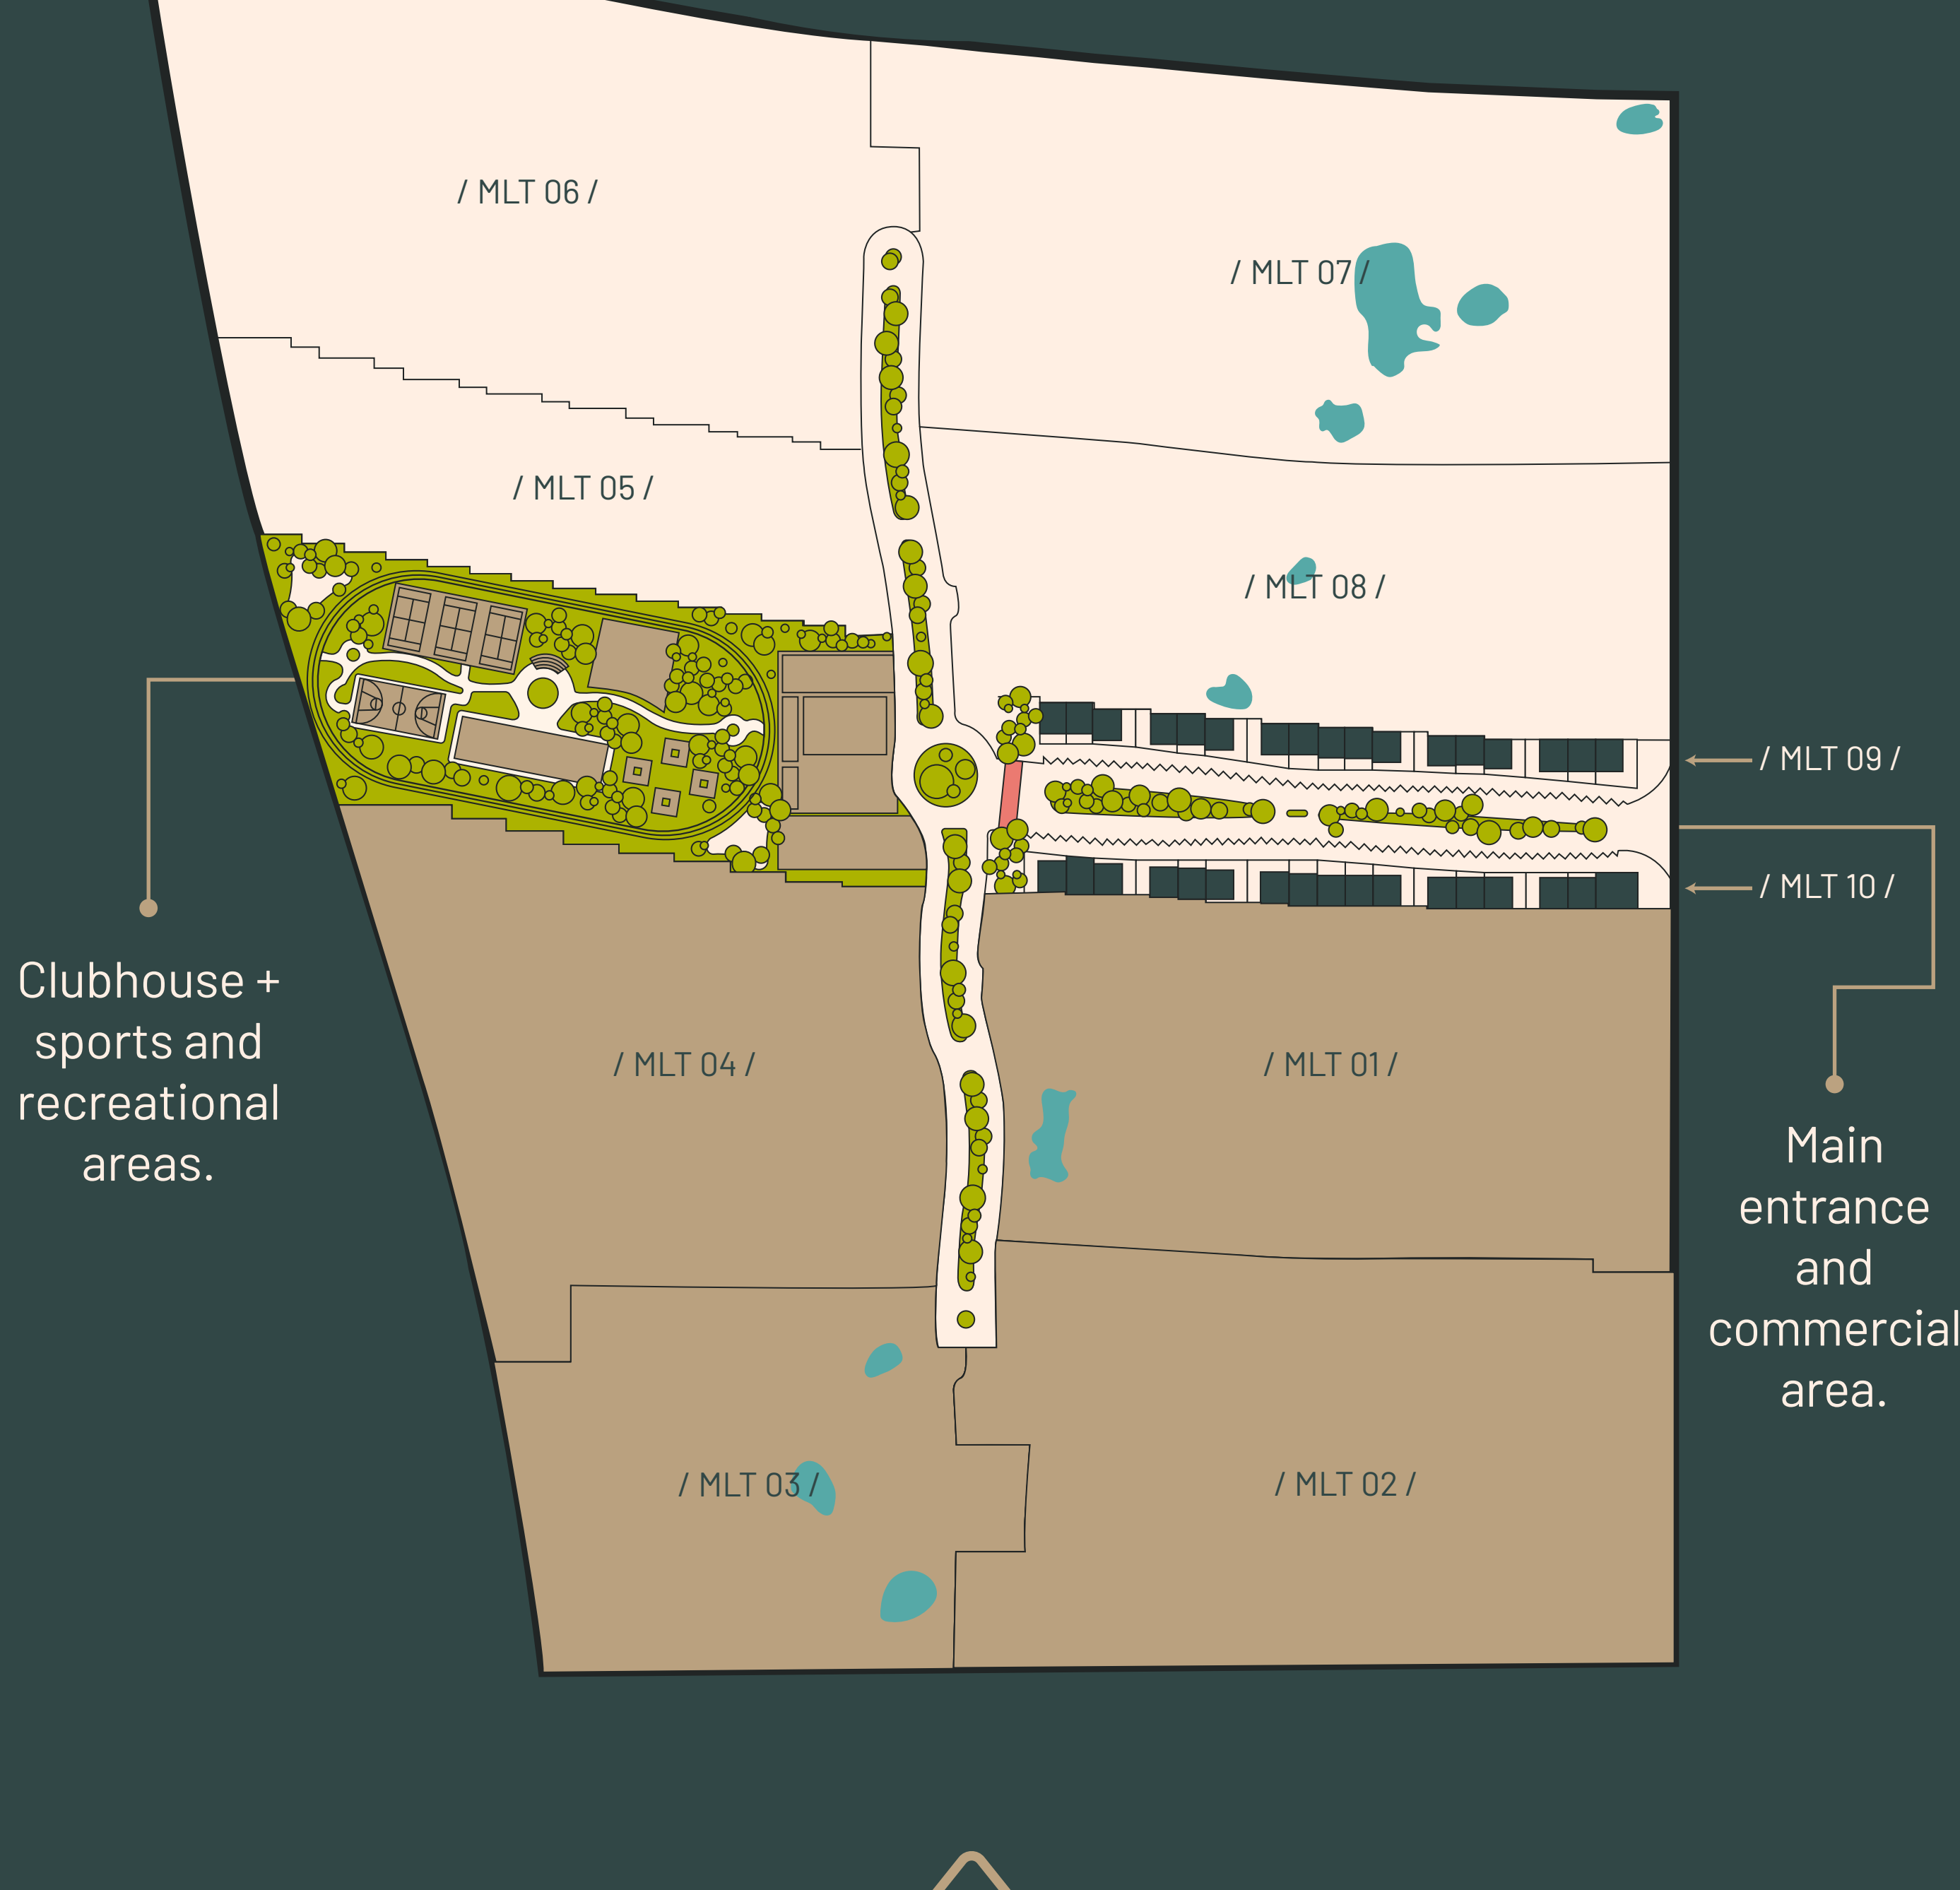 / MLT 06 /
/ MLT 07 /
/ MLT 05 /
/ MLT 08 /
/ MLT 09 /
/ MLT 10 /
Clubhouse +
sports and
recreational
areas.
/ MLT 04 /
/ MLT 01 /
Main
entrance
and
commercial
area.
/ MLT 03 /
/ MLT 02 /